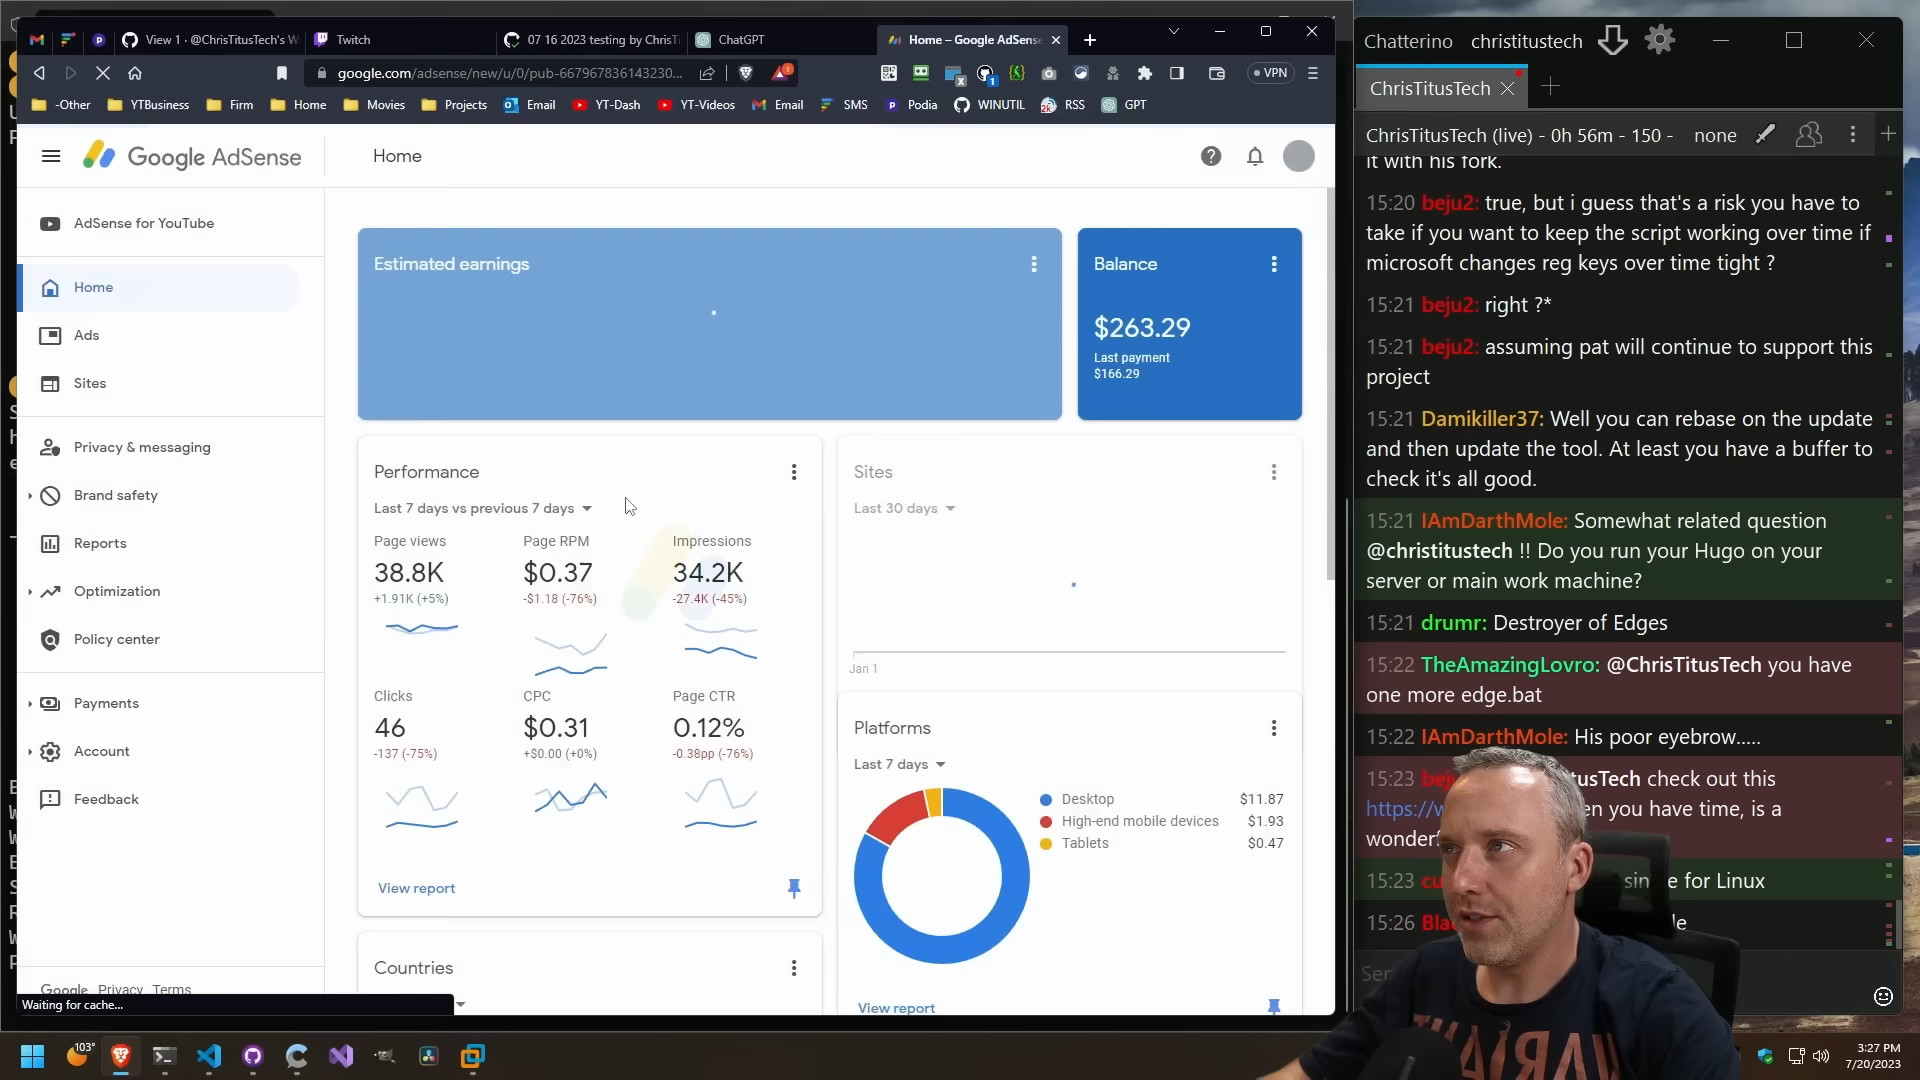 View 1 · @ChrisTitusTech's W
Twitch
07 16 2023 testing by ChrisTi
ChatGPT
Home – Google AdSense
google.com/adsense/new/u/0/pub-667967836143230...
VPN
-Other
YTBusiness
Firm
Home
Movies
Projects
Email
YT-Dash
YT-Videos
Email
SMS
Podia
WINUTIL
RSS
GPT
Google AdSense
Home
AdSense for YouTube
Home
Ads
Sites
Privacy & messaging
Brand safety
Reports
Optimization
Policy center
Payments
Account
Feedback
Google Privacy Terms
Waiting for cache...
Estimated earnings
Balance
$263.29
Last payment
$166.29
Performance
Last 7 days vs previous 7 days
Page views
38.8K
+1.91K (+5%)
Page RPM
$0.37
-$1.18 (-76%)
Impressions
34.2K
-27.4K (-45%)
Clicks
46
-137 (-75%)
CPC
$0.31
+$0.00 (+0%)
Page CTR
0.12%
-0.38pp (-76%)
View report
Countries
Sites
Last 30 days
Jan 1
Platforms
Last 7 days
Desktop $11.87
High-end mobile devices $1.93
Tablets $0.47
View report
Chatterino christitustech
ChrisTitusTech
ChrisTitusTech (live) - 0h 56m - 150 - none
it with his fork.
15:20 beju2: true, but i guess that's a risk you have to
take if you want to keep the script working over time if
microsoft changes reg keys over time tight ?
15:21 beju2: right ?*
15:21 beju2: assuming pat will continue to support this
project
15:21 Damikiller37: Well you can rebase on the update
and then update the tool. At least you have a buffer to
check it's all good.
15:21 IAmDarthMole: Somewhat related question
@christitustech !! Do you run your Hugo on your
server or main work machine?
15:21 drumr: Destroyer of Edges
15:22 TheAmazingLovro: @ChrisTitusTech you have
one more edge.bat
15:22 IAmDarthMole: His poor eyebrow.....
15:23 check out this
you have time, is a
15:23 for Linux
15:26
103°
3:27 PM
7/20/2023